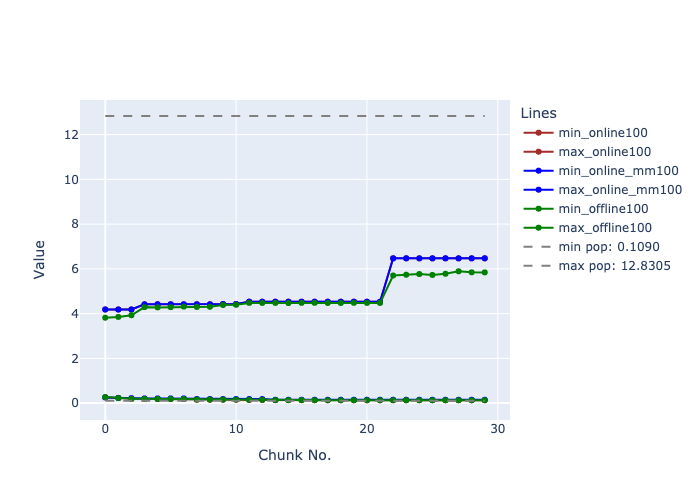 Lines
min_online100
max_online100
min_online_mm100
max_online_mm100
min_offline100
max_offline100
min pop: 0.1090
max pop: 12.8305
12
10
8
6
4
2
0
Value
0
10
20
30
Chunk No.